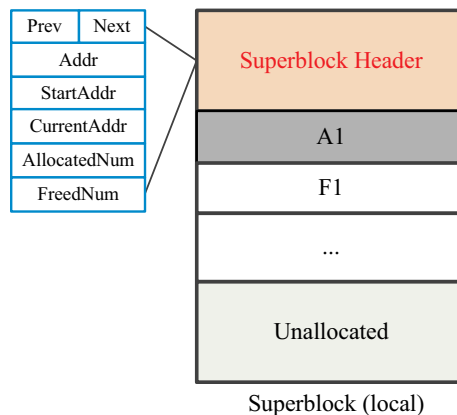 Prev Next
Addr
StartAddr
CurrentAddr
AllocatedNum
FreedNum
Superblock Header
A1
F1
...
Unallocated
Superblock (local)